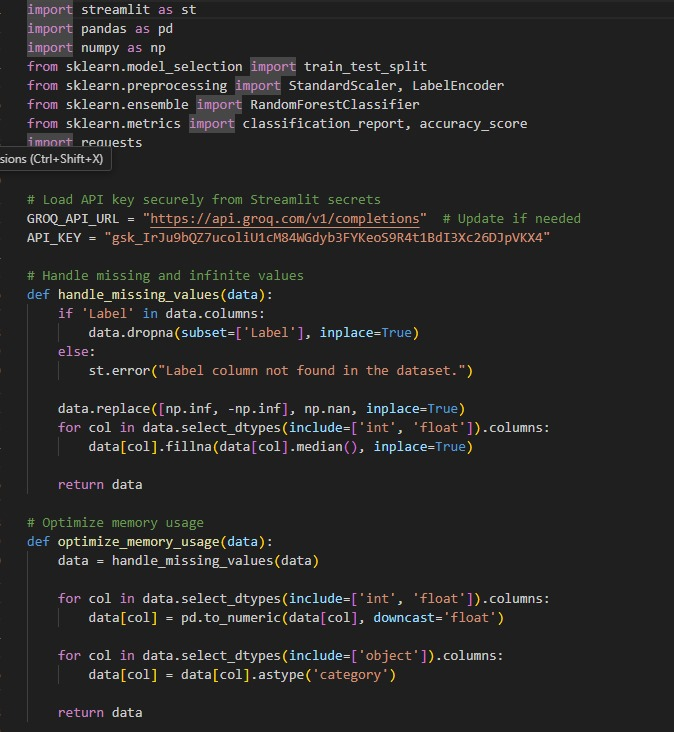 import streamlit as st
import pandas as pd
import numpy as np
from sklearn.model_selection import train_test_split
from sklearn.preprocessing import StandardScaler, LabelEncoder
from sklearn.ensemble import RandomForestClassifier
from sklearn.metrics import classification_report, accuracy_score
import requests
sions (Ctrl+Shift+X)
# Load API key securely from Streamlit secrets
GROQ_API_URL = "https://api.groq.com/v1/completions"  # Update if needed
API_KEY = "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"
# Handle missing and infinite values
def handle_missing_values(data):
    if 'Label' in data.columns:
        data.dropna(subset=['Label'], inplace=True)
    else:
        st.error("Label column not found in the dataset.")
    data.replace([np.inf, -np.inf], np.nan, inplace=True)
    for col in data.select_dtypes(include=['int', 'float']).columns:
        data[col].fillna(data[col].median(), inplace=True)
    return data
# Optimize memory usage
def optimize_memory_usage(data):
    data = handle_missing_values(data)
    for col in data.select_dtypes(include=['int', 'float']).columns:
        data[col] = pd.to_numeric(data[col], downcast='float')
    for col in data.select_dtypes(include=['object']).columns:
        data[col] = data[col].astype('category')
    return data